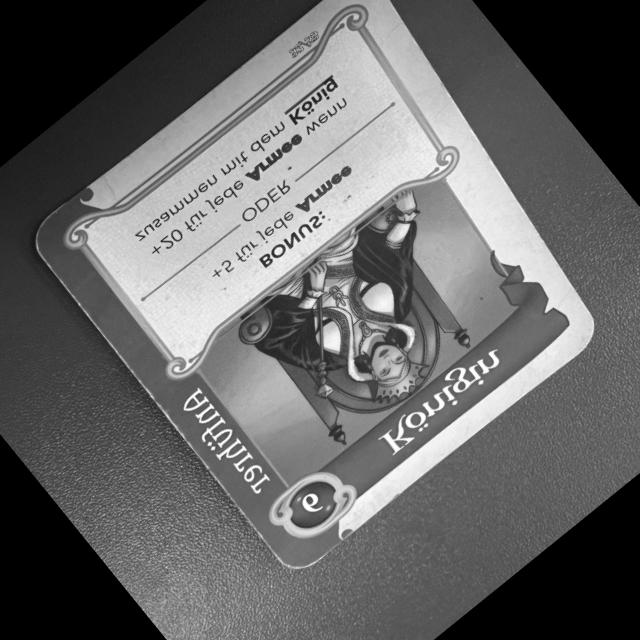 6
Königin
Anführer
BONUS:
+5 für jede Armee
ODER
+20 für jede Armee wenn
zusammen mit dem König